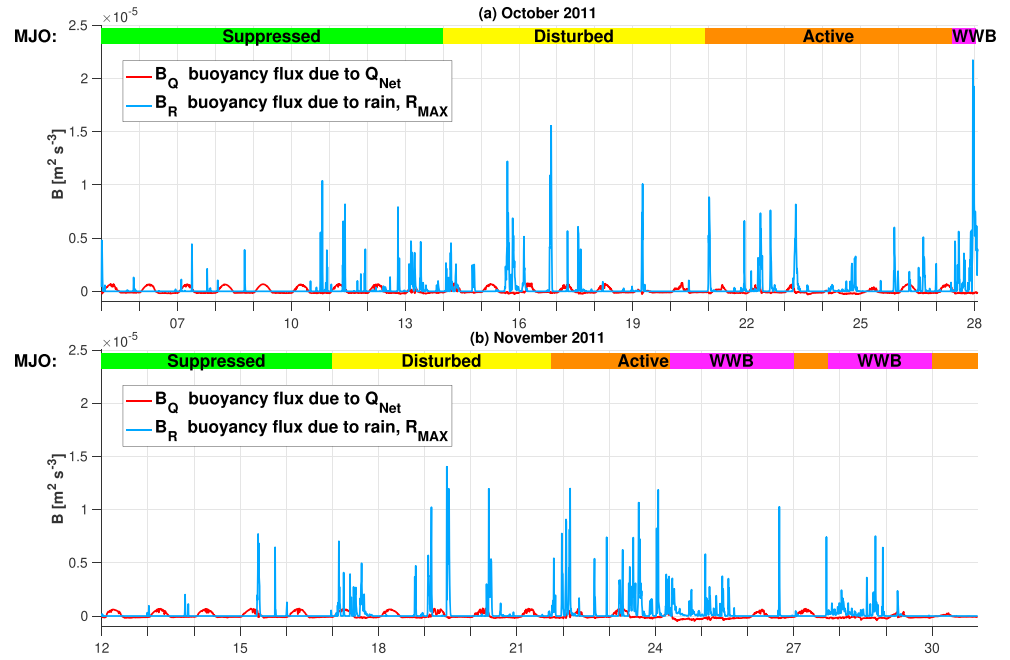 (a) October 2011
×10⁻⁵
MJO: Suppressed Disturbed Active WWB
2.5
2
1.5
1
0.5
0
B [m² s⁻³]
B_Q buoyancy flux due to Q_Net
B_R buoyancy flux due to rain, R_MAX
07 10 13 16 19 22 25 28
(b) November 2011
×10⁻⁵
MJO: Suppressed Disturbed Active WWB WWB
2.5
2
1.5
1
0.5
0
B [m² s⁻³]
B_Q buoyancy flux due to Q_Net
B_R buoyancy flux due to rain, R_MAX
12 15 18 21 24 27 30